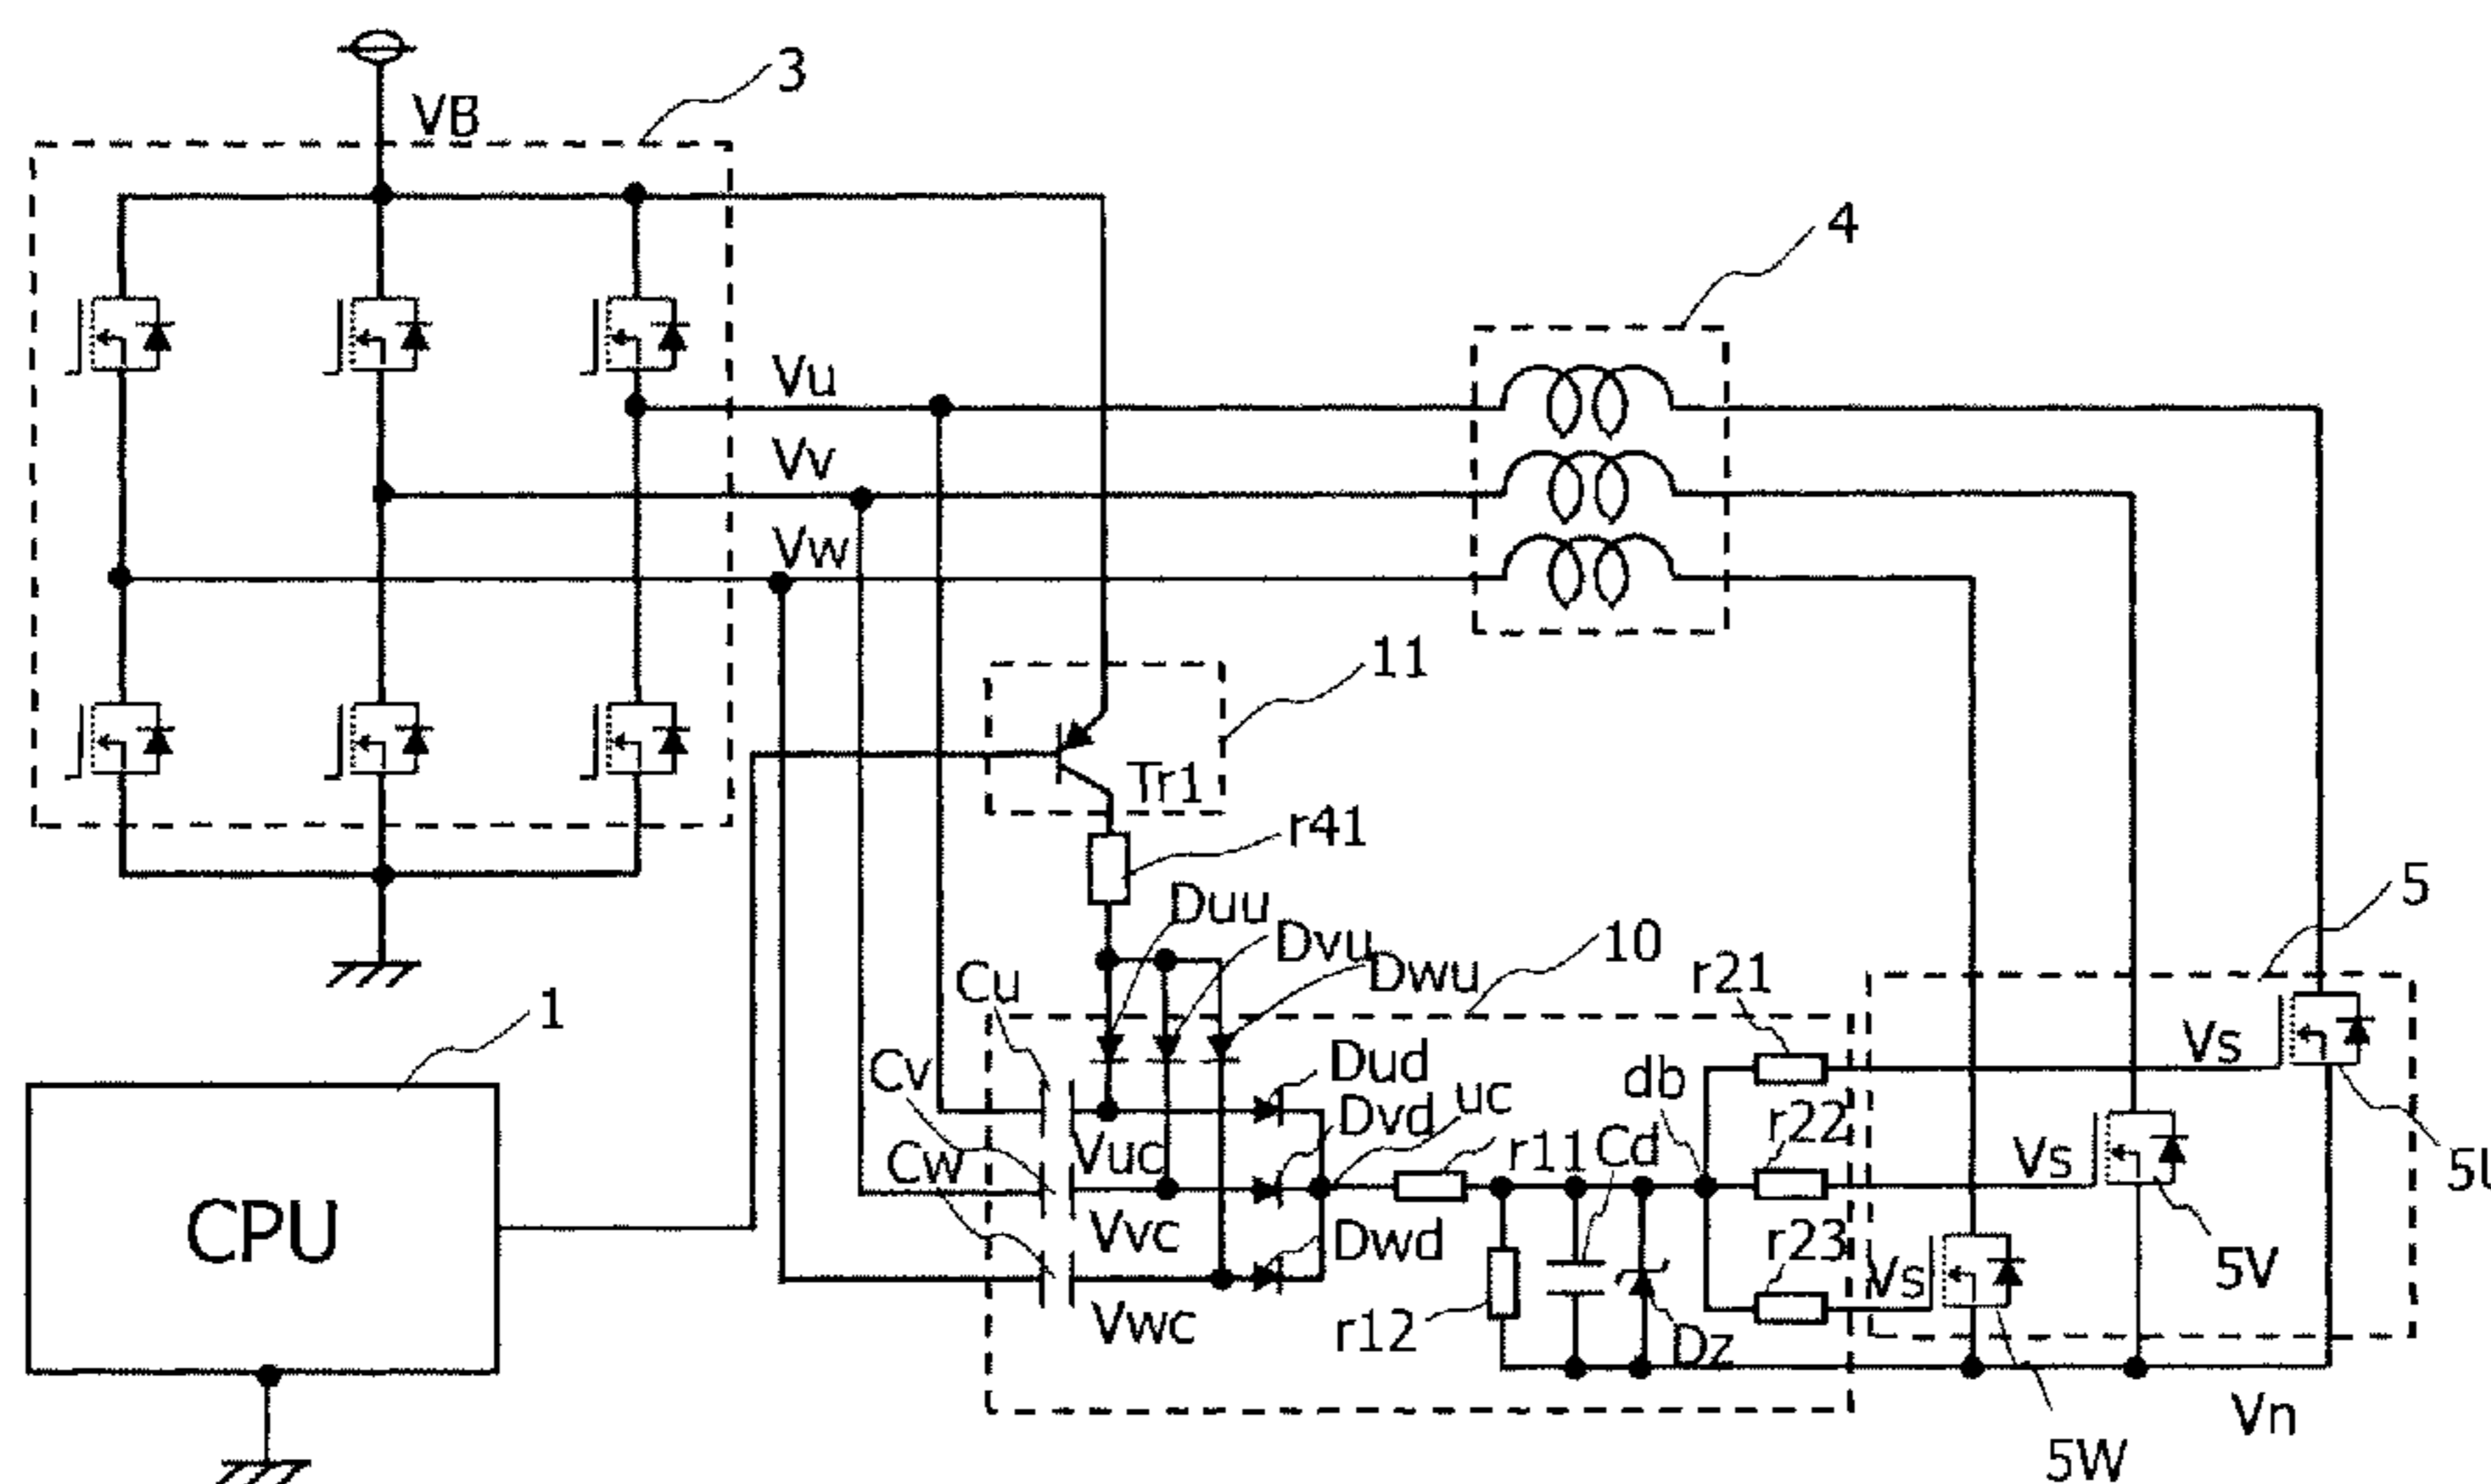 3
VB
4
Vu
Vv
Vw
11
Tr1
r41
5
Duu
Dvu
10
Dwu
r21
Cu
1
Vs
Cv
Dud
db
Dvd
uc
r22
5U
Vuc
r11
Cd
Vs
Cw
CPU
Vvc
Dwd
r23
5V
Vs
Vwc
r12
Dz
Vn
5W